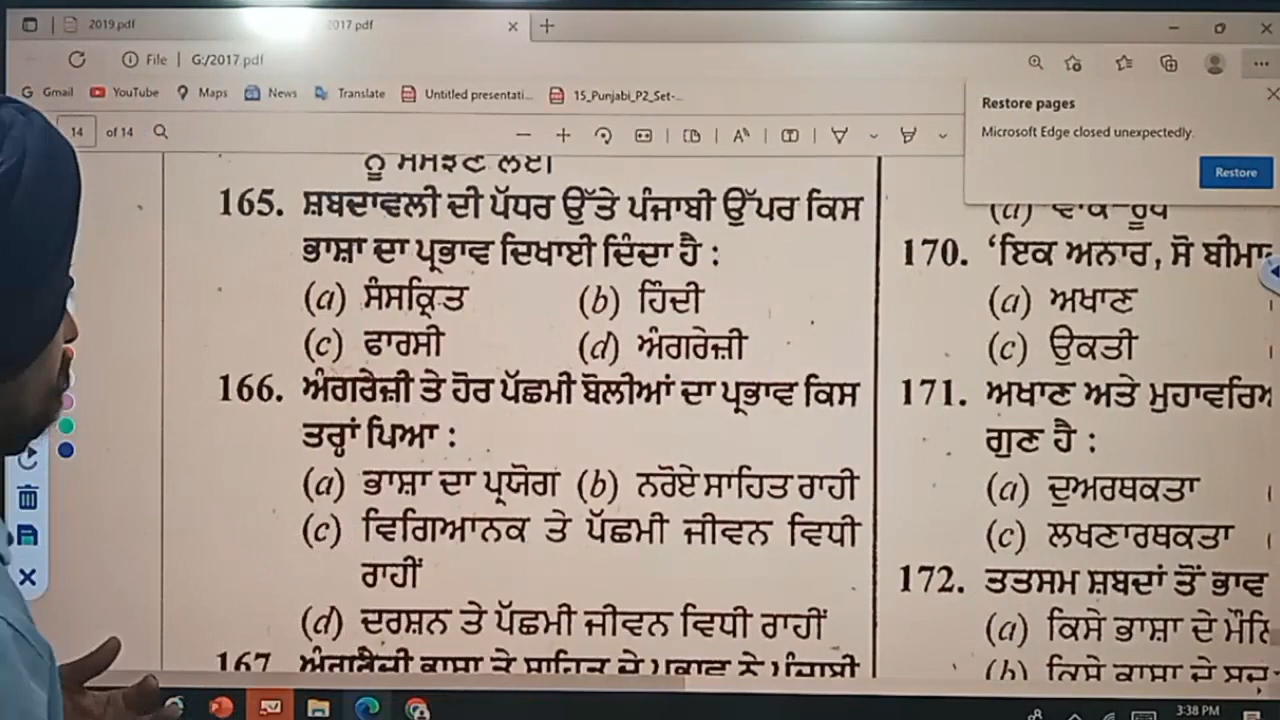 2019.pdf
2017 pdf
File | G:/2017.pdf
Gmail YouTube Maps News Translate Untitled presentati... 15_Punjabi_P2_Set-...
Restore pages
Microsoft Edge closed unexpectedly.
Restore
14 of 14
ਨੂੰ ਸਮਝਣ ਲਈ।
165. ਸ਼ਬਦਾਵਲੀ ਦੀ ਪੱਧਰ ਉੱਤੇ ਪੰਜਾਬੀ ਉੱਪਰ ਕਿਸ
ਭਾਸ਼ਾ ਦਾ ਪ੍ਰਭਾਵ ਦਿਖਾਈ ਦਿੰਦਾ ਹੈ :
(a) ਸੰਸਕ੍ਰਿਤ (b) ਹਿੰਦੀ
(c) ਫਾਰਸੀ (d) ਅੰਗਰੇਜ਼ੀ
166. ਅੰਗਰੇਜ਼ੀ ਤੇ ਹੋਰ ਪੱਛਮੀ ਬੋਲੀਆਂ ਦਾ ਪ੍ਰਭਾਵ ਕਿਸ
ਤਰ੍ਹਾਂ ਪਿਆ :
(a) ਭਾਸ਼ਾ ਦਾ ਪ੍ਰਯੋਗ (b) ਨਰੋਏ ਸਾਹਿਤ ਰਾਹੀ
(c) ਵਿਗਿਆਨਕ ਤੇ ਪੱਛਮੀ ਜੀਵਨ ਵਿਧੀ
ਰਾਹੀਂ
(d) ਦਰਸ਼ਨ ਤੇ ਪੱਛਮੀ ਜੀਵਨ ਵਿਧੀ ਰਾਹੀਂ
167
(d) ਵਾਕ-ਰੂਪ
170. ‘ਇਕ ਅਨਾਰ, ਸੋ
(a) ਅਖਾਣ
(c) ਉਕਤੀ
171. ਅਖਾਣ ਅਤੇ
ਗੁਣ ਹੈ :
(a) ਦੁਅਰਥਕਤਾ
(c) ਲਖਣਾਰਥਕਤਾ
172. ਤਤਸਮ ਸ਼ਬਦਾਂ ਤੋਂ ਭਾਵ
(a) ਕਿਸੇ ਭਾਸ਼ਾ ਦੇ
(b) ਕਿਸੇ ਭਾਸ਼ਾ ਦੇ
3:38 PM